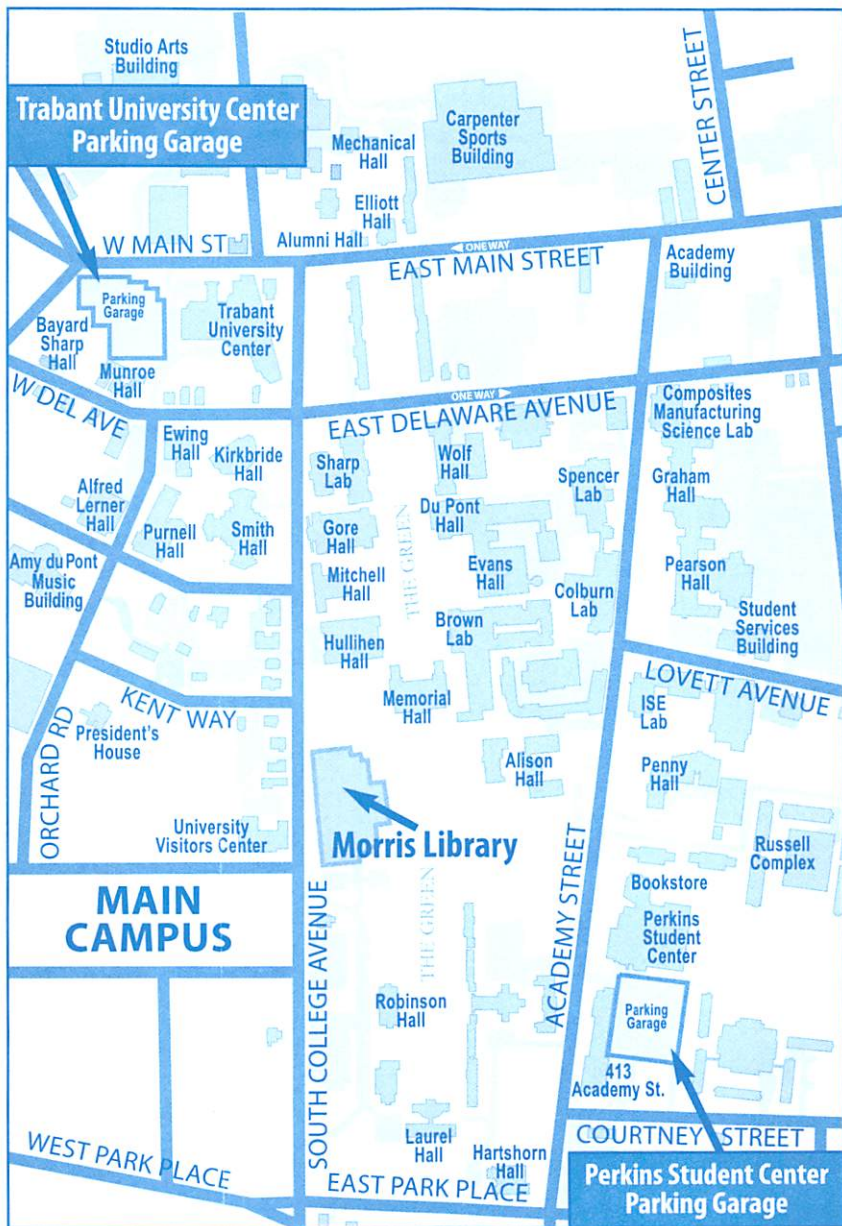 Studio Arts
Building
Trabant University Center
Parking Garage
Mechanical
Hall
Carpenter
Sports
Building
CENTER STREET
Elliott
Hall
Alumni Hall
W MAIN ST
ONE WAY
EAST MAIN STREET
Academy
Building
Parking
Garage
Bayard
Sharp
Hall
Trabant
University
Center
Munroe
Hall
W DEL AVE
ONE WAY
EAST DELAWARE AVENUE
Composites
Manufacturing
Science Lab
Ewing
Hall
Kirkbride
Hall
Sharp
Lab
Wolf
Hall
Spencer
Lab
Graham
Hall
Alfred
Lerner
Hall
Purnell
Hall
Smith
Hall
Gore
Hall
Du Pont
Hall
THE GREEN
Amy du Pont
Music
Building
Mitchell
Hall
Evans
Hall
Colburn
Lab
Pearson
Hall
Student
Services
Building
Hullihen
Hall
Brown
Lab
LOVETT AVENUE
KENT WAY
Memorial
Hall
ISE
Lab
President's
House
ORCHARD RD
Alison
Hall
Penny
Hall
University
Visitors Center
Morris Library
Russell
Complex
MAIN
CAMPUS
SOUTH COLLEGE AVENUE
THE GREEN
ACADEMY STREET
Bookstore
Perkins
Student
Center
Robinson
Hall
Parking
Garage
413
Academy St.
COURTNEY STREET
Laurel
Hall
Hartshorn
Hall
WEST PARK PLACE
EAST PARK PLACE
Perkins Student Center
Parking Garage